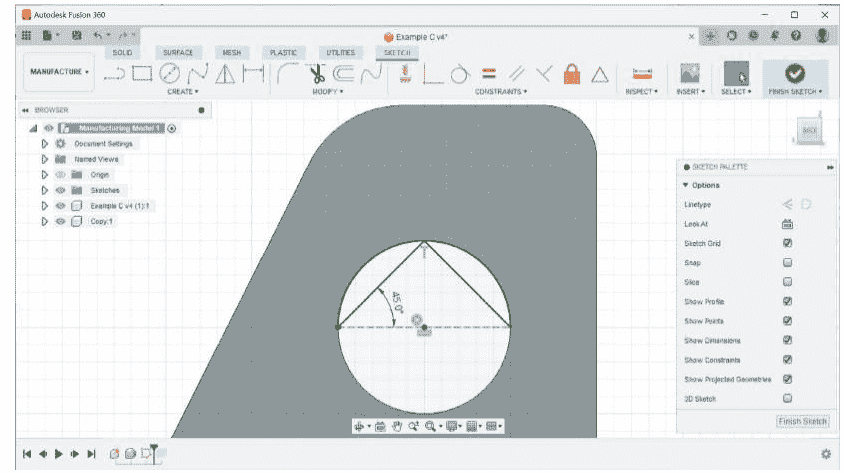 Autodesk Fusion 360
Example C v4*
SOLID SURFACE MESH PLASTIC UTILITIES SKETCH
MANUFACTURE
CREATE MODIFY CONSTRAINTS INSPECT INSERT SELECT FINISH SKETCH
BROWSER
Manufacturing Model 1
Document Settings
Named Views
Origin
Sketches
Example C v4 (1):1
Copy:1
45.0°
SKETCH PALETTE
Options
Linetype
Look At
Sketch Grid
Snap
Slice
Show Profile
Show Points
Show Dimensions
Show Constraints
Show Projected Geometries
3D Sketch
Finish Sketch